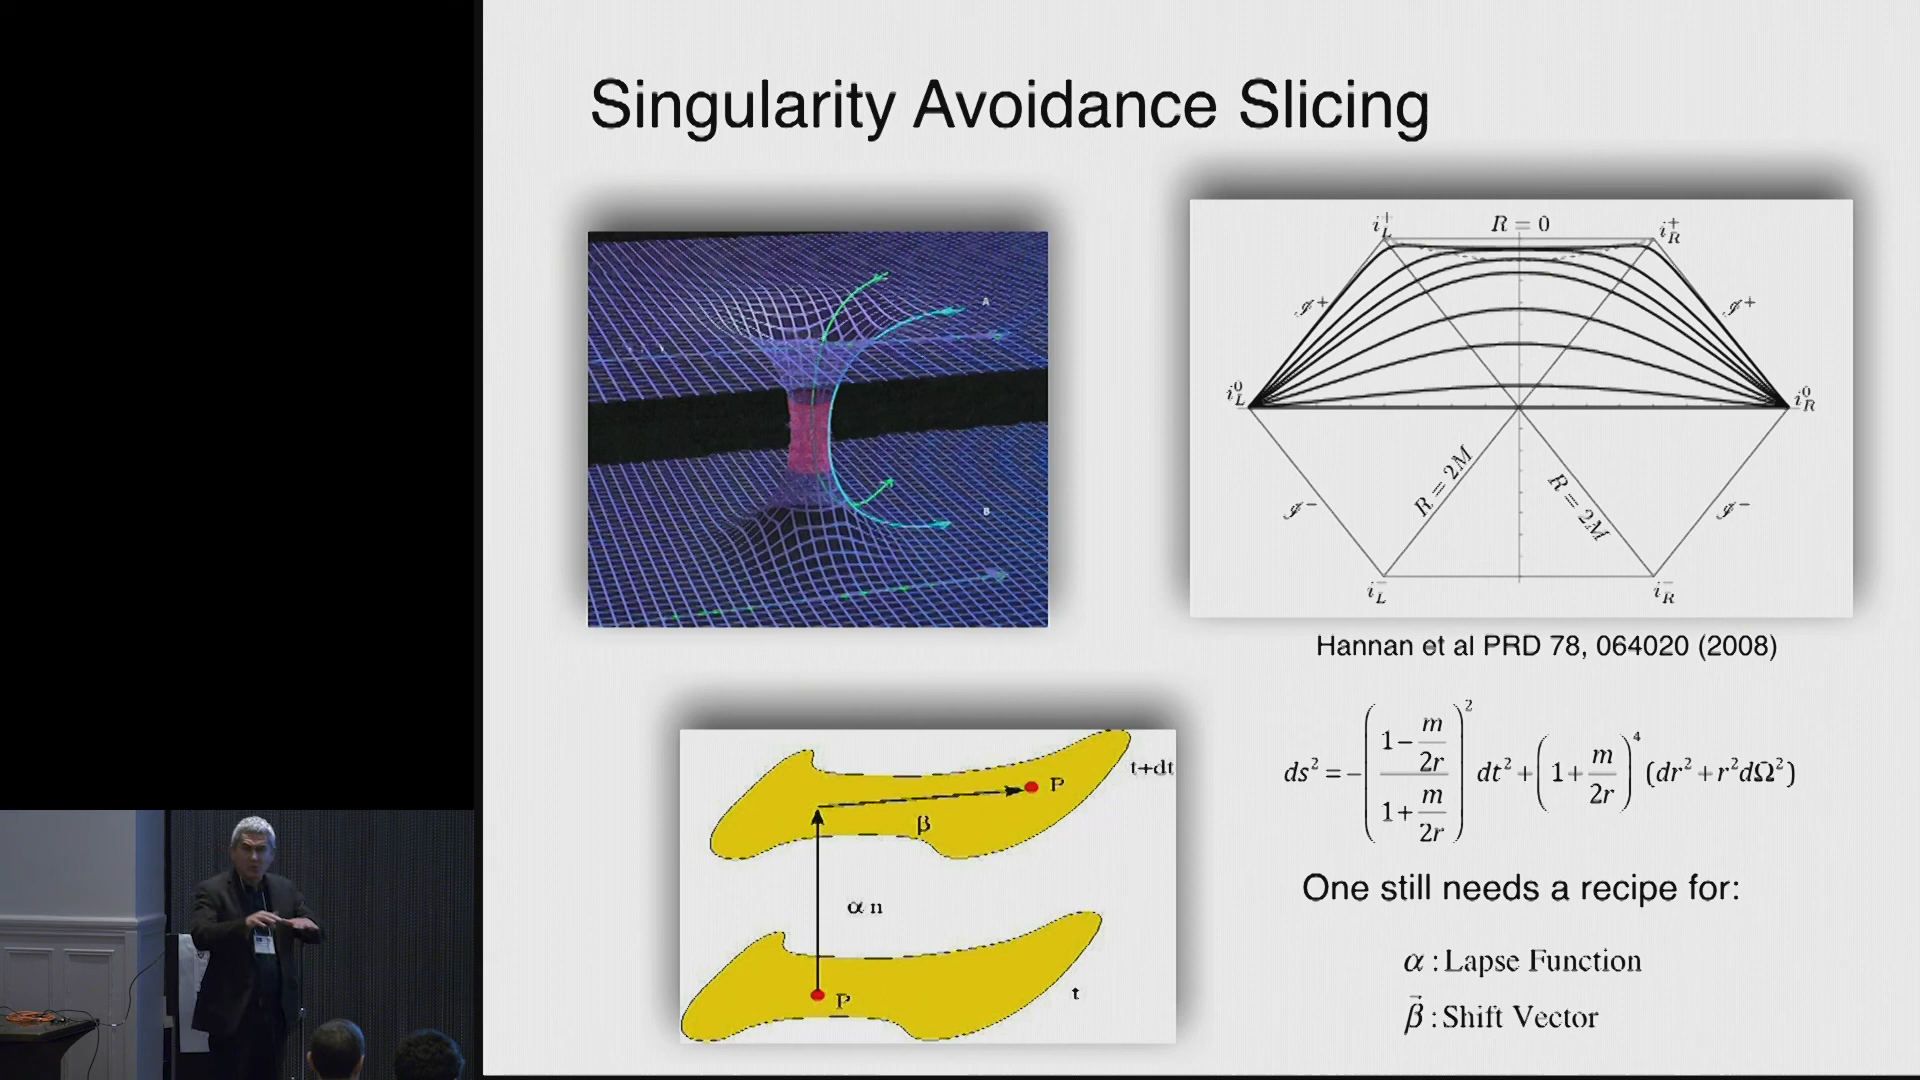 Singularity Avoidance Slicing
A
B
i_L^+ R = 0 i_R^+
𝓘^+ 𝓘^+
i_L^0 i_R^0
R = 2M R = 2M
𝓘^- 𝓘^-
i_L^- i_R^-
Hannan et al PRD 78, 064020 (2008)
t+dt
P
β
α n
P
t
ds² = -((1 - m/2r)/(1 + m/2r))² dt² + (1 + m/2r)⁴ (dr² + r²dΩ²)
One still needs a recipe for:
α : Lapse Function
β⃗ : Shift Vector